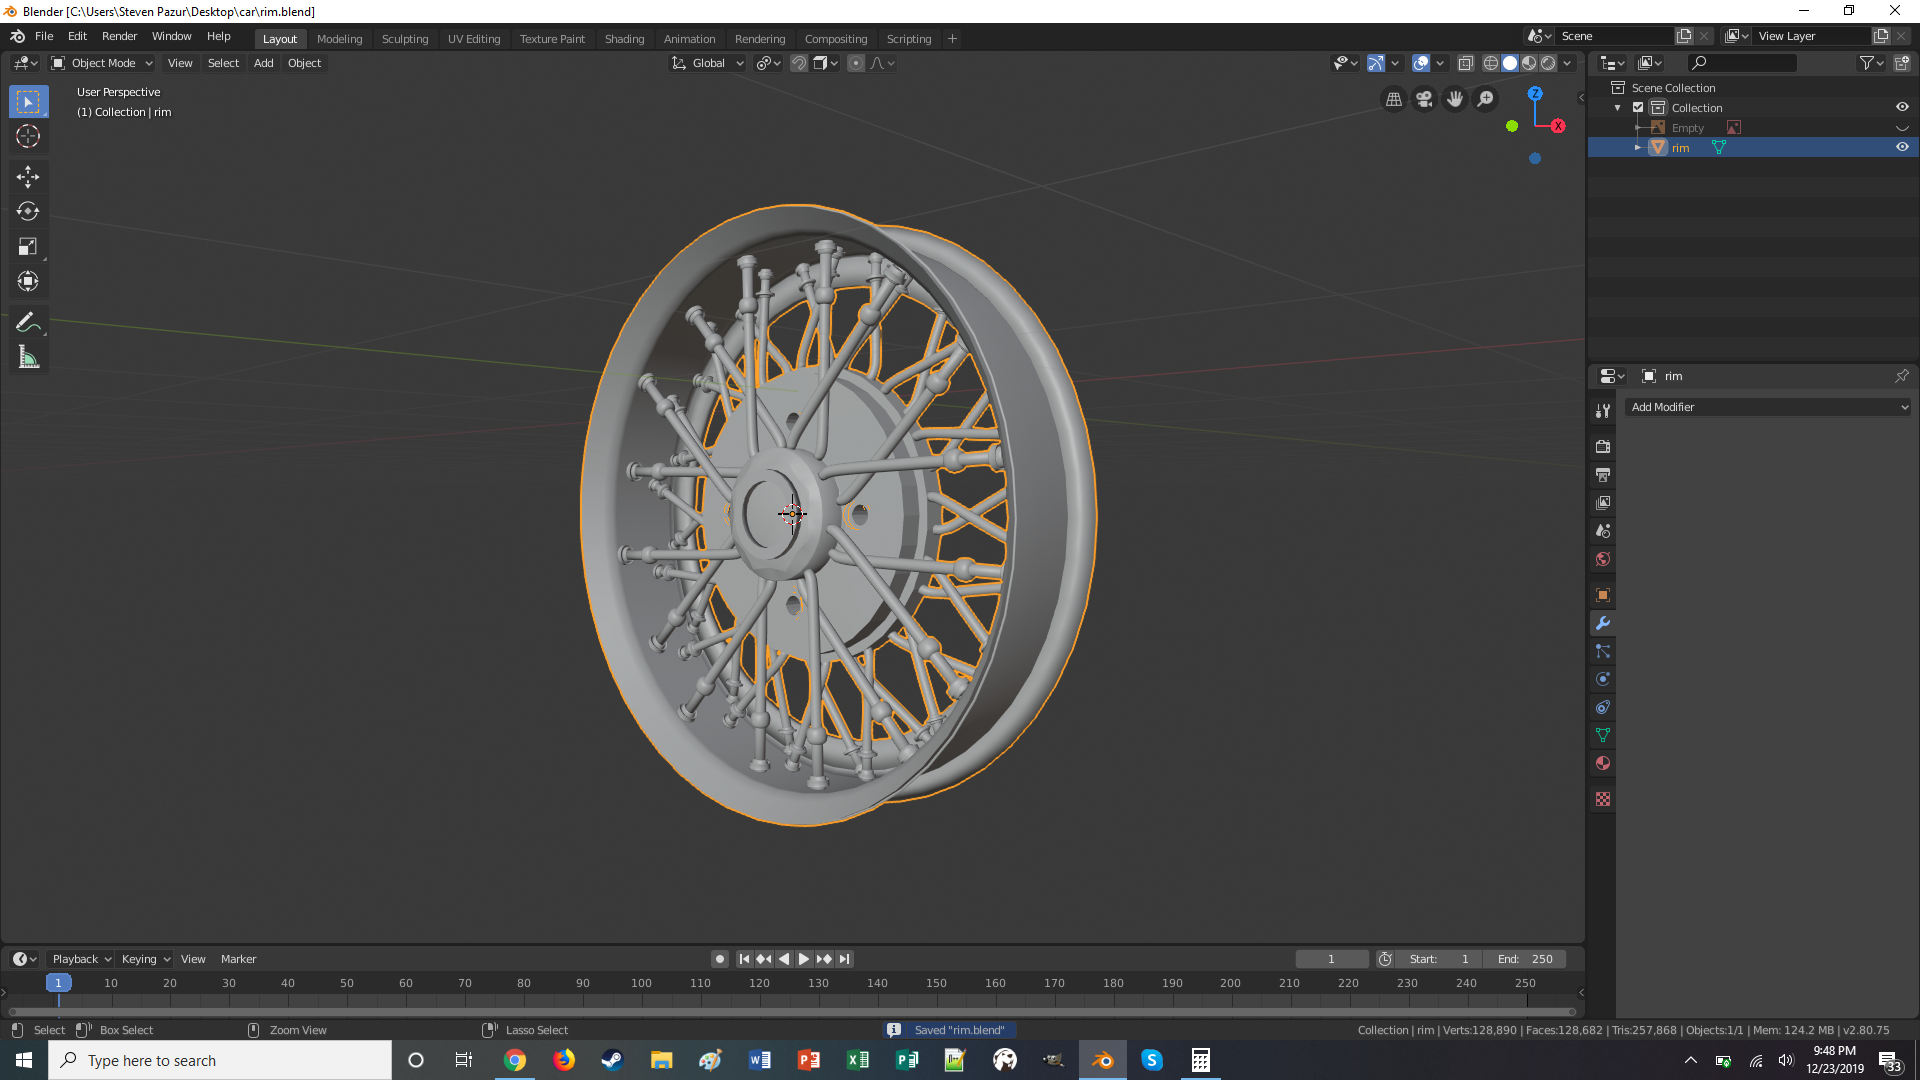 Blender [C:\Users\Steven Pazur\Desktop\car\rim.blend]
File Edit Render Window Help
Layout Modeling Sculpting UV Editing Texture Paint Shading Animation Rendering Compositing Scripting +
Scene
View Layer
Object Mode View Select Add Object
Global
User Perspective
(1) Collection | rim
Z
X
Scene Collection
Collection
Empty
rim
rim
Add Modifier
Playback Keying View Marker
1
Start: 1
End: 250
1 10 20 30 40 50 60 70 80 90 100 110 120 130 140 150 160 170 180 190 200 210 220 230 240 250
Select Box Select Zoom View Lasso Select
Saved "rim.blend"
Collection | rim | Verts:128,890 | Faces:128,682 | Tris:257,868 | Objects:1/1 | Mem: 124.2 MB | v2.80.75
Type here to search
9:48 PM
12/23/2019
33